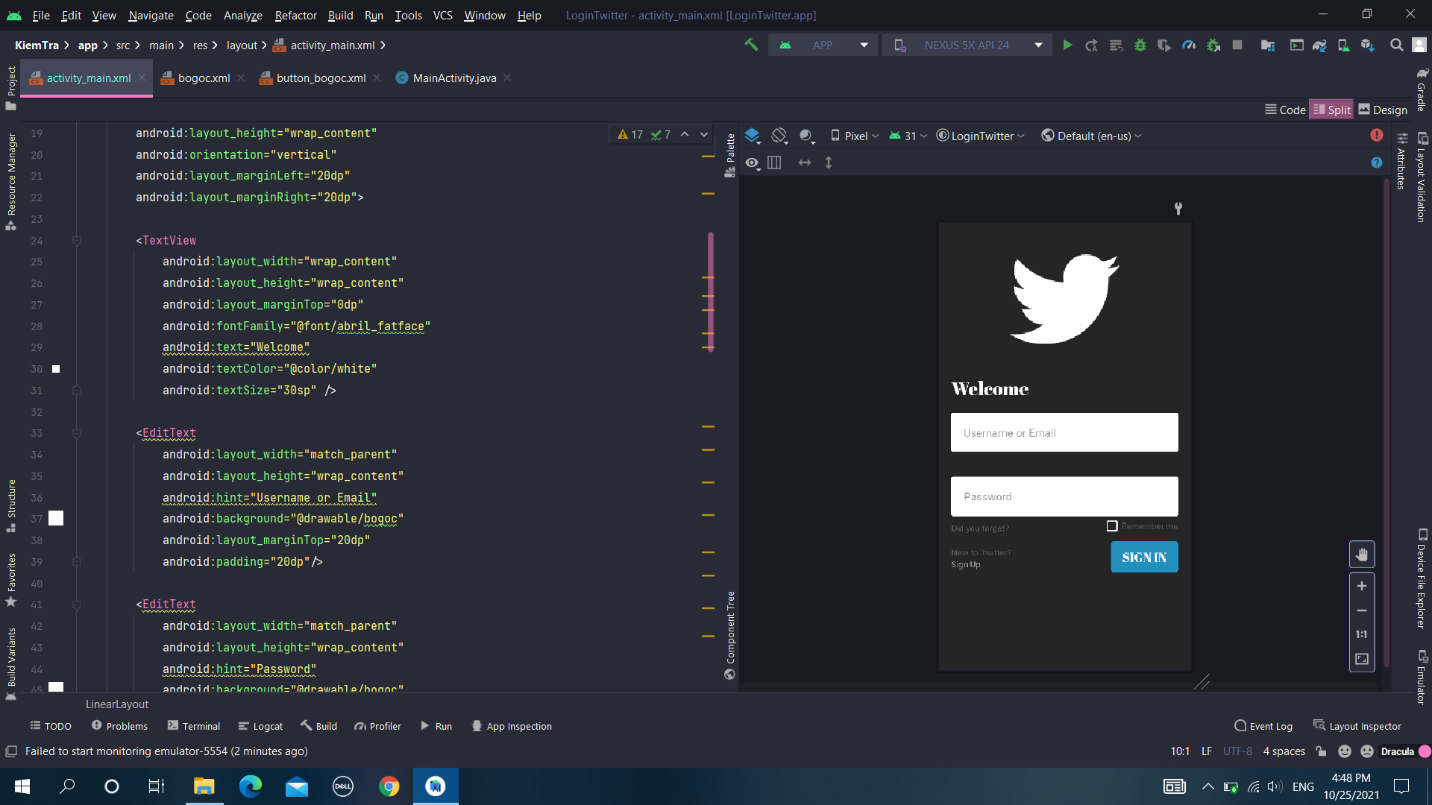 File Edit View Navigate Code Analyze Refactor Build Run Tools VCS Window Help LoginTwitter - activity_main.xml [LoginTwitter.app]
KiemTra app src main res layout activity_main.xml APP NEXUS 5X API 24
activity_main.xml bogoc.xml button_bogoc.xml MainActivity.java
Code Split Design
Project
Resource Manager
Structure
Favorites
Build Variants
19 android:layout_height="wrap_content"
20 android:orientation="vertical"
21 android:layout_marginLeft="20dp"
22 android:layout_marginRight="20dp">
23
24 <TextView
25 android:layout_width="wrap_content"
26 android:layout_height="wrap_content"
27 android:layout_marginTop="0dp"
28 android:fontFamily="@font/abril_fatface"
29 android:text="Welcome"
30 android:textColor="@color/white"
31 android:textSize="30sp" />
32
33 <EditText
34 android:layout_width="match_parent"
35 android:layout_height="wrap_content"
36 android:hint="Username or Email"
37 android:background="@drawable/bogoc"
38 android:layout_marginTop="20dp"
39 android:padding="20dp"/>
40
41 <EditText
42 android:layout_width="match_parent"
43 android:layout_height="wrap_content"
44 android:hint="Password"
45 android:background="@drawable/bogoc"
17 7
Palette
Component Tree
Pixel 31 LoginTwitter Default (en-us)
Welcome
Username or Email
Password
Did you forget? Remember me
New to Twitter?
Sign Up
SIGN IN
1:1
Attributes
Gradle
Layout Validation
Device File Explorer
Emulator
LinearLayout
TODO Problems Terminal Logcat Build Profiler Run App Inspection Event Log Layout Inspector
Failed to start monitoring emulator-5554 (2 minutes ago) 10:1 LF UTF-8 4 spaces Dracula
DELL ENG 4:48 PM
10/25/2021